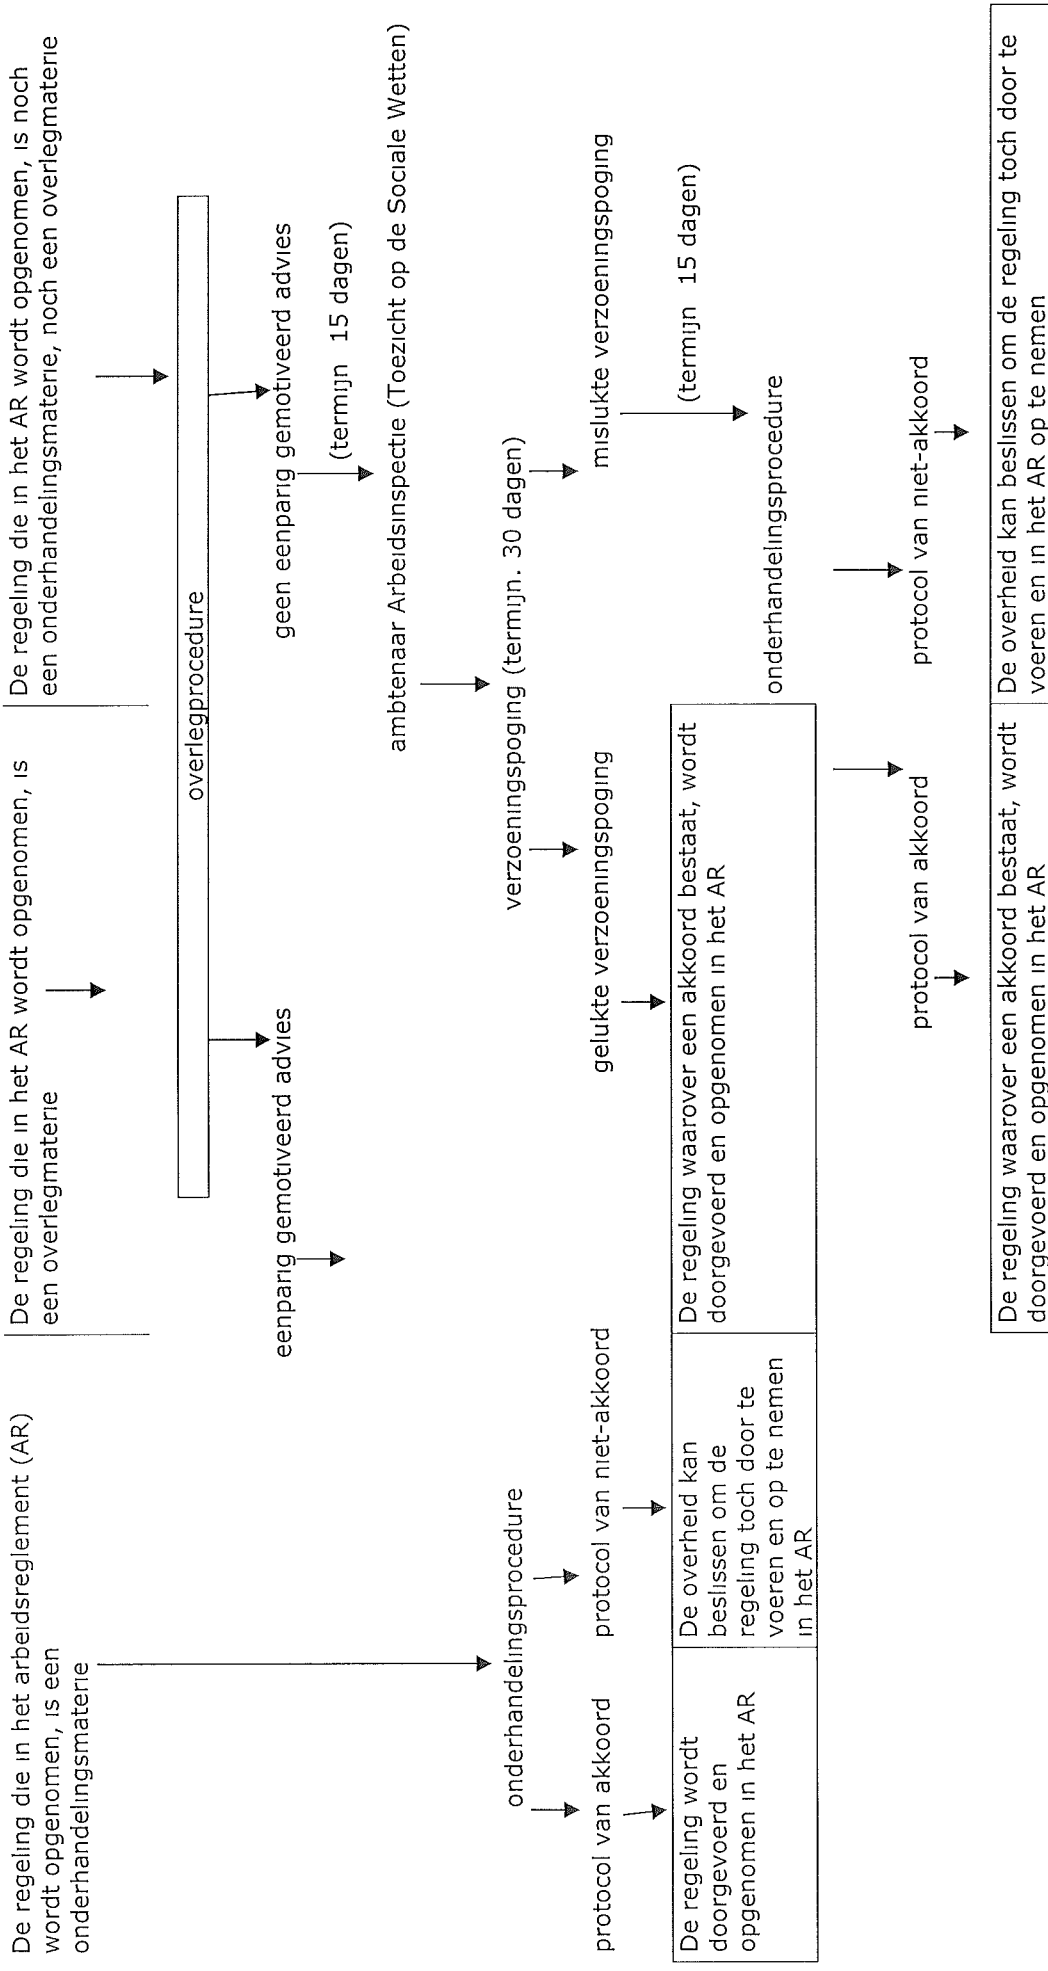 De regeling die in het arbeidsreglement (AR)
wordt opgenomen, is een
onderhandelingsmaterie
De regeling die in het AR wordt opgenomen, is
een overlegmaterie
De regeling die in het AR wordt opgenomen, is noch
een onderhandelingsmaterie, noch een overlegmaterie
overlegprocedure
eenparig gemotiveerd advies
geen eenparig gemotiveerd advies
(termijn 15 dagen)
ambtenaar Arbeidsinspectie (Toezicht op de Sociale Wetten)
onderhandelingsprocedure
verzoeningspoging (termijn. 30 dagen)
protocol van akkoord
protocol van niet-akkoord
gelukte verzoeningspoging
mislukte verzoeningspoging
(termijn 15 dagen)
De regeling wordt
doorgevoerd en
opgenomen in het AR
De overheid kan
beslissen om de
regeling toch door te
voeren en op te nemen
in het AR
De regeling waarover een akkoord bestaat, wordt
doorgevoerd en opgenomen in het AR
onderhandelingsprocedure
protocol van akkoord
protocol van niet-akkoord
De regeling waarover een akkoord bestaat, wordt
doorgevoerd en opgenomen in het AR
De overheid kan beslissen om de regeling toch door te
voeren en in het AR op te nemen